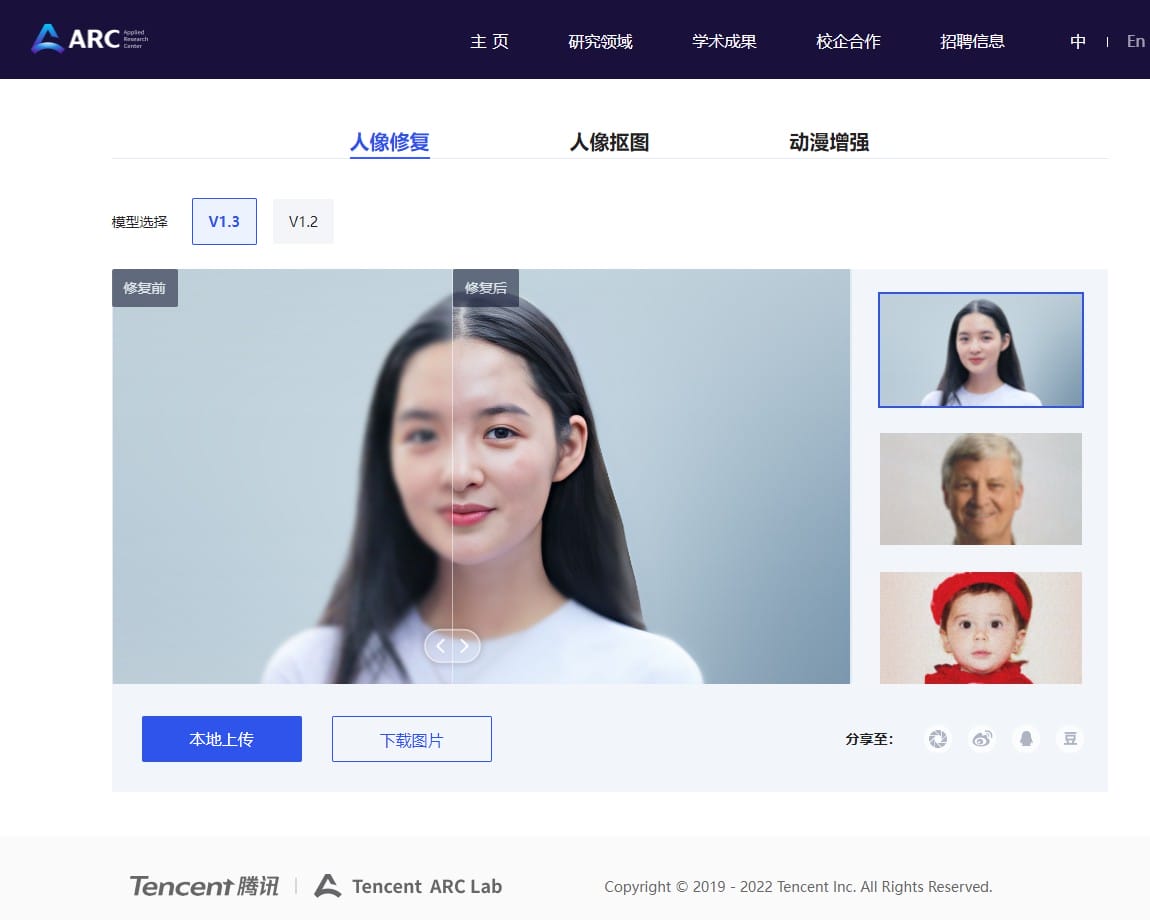 ARC Applied Research Center
主 页 研究领域 学术成果 校企合作 招聘信息 中 | En
人像修复 人像抠图 动漫增强
模型选择 V1.3 V1.2
修复前 修复后
本地上传 下载图片 分享至: 豆
Tencent 腾讯 | Tencent ARC Lab Copyright © 2019 - 2022 Tencent Inc. All Rights Reserved.